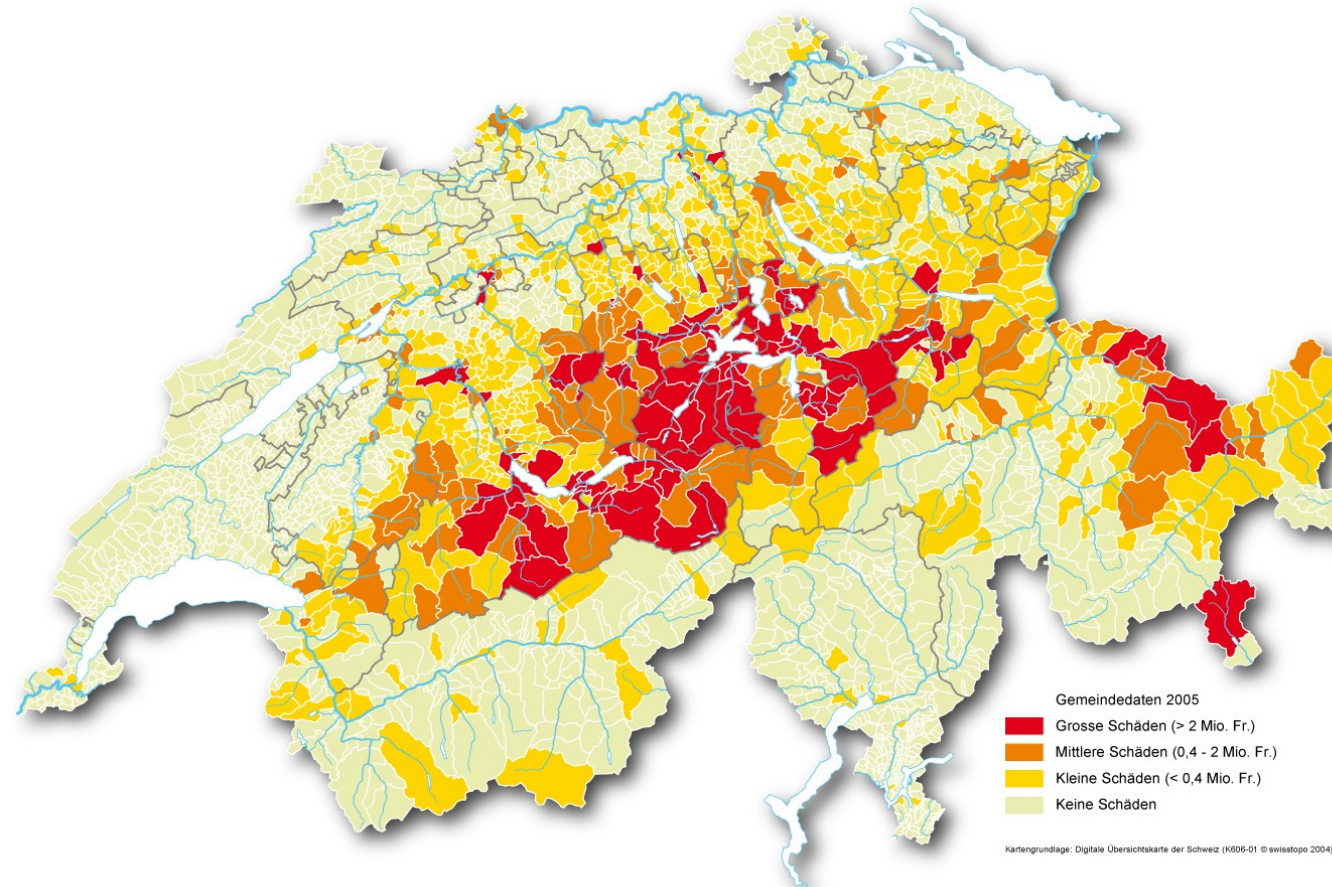 Gemeindedaten 2005
Grosse Schäden (> 2 Mio. Fr.)
Mittlere Schäden (0,4 - 2 Mio. Fr.)
Kleine Schäden (< 0,4 Mio. Fr.)
Keine Schäden
Kartengrundlage: Digitale Übersichtskarte der Schweiz (K606-01 © swisstopo 2004)